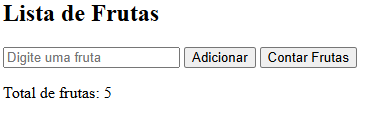 Lista de Frutas
Digite uma fruta Adicionar Contar Frutas
Total de frutas: 5